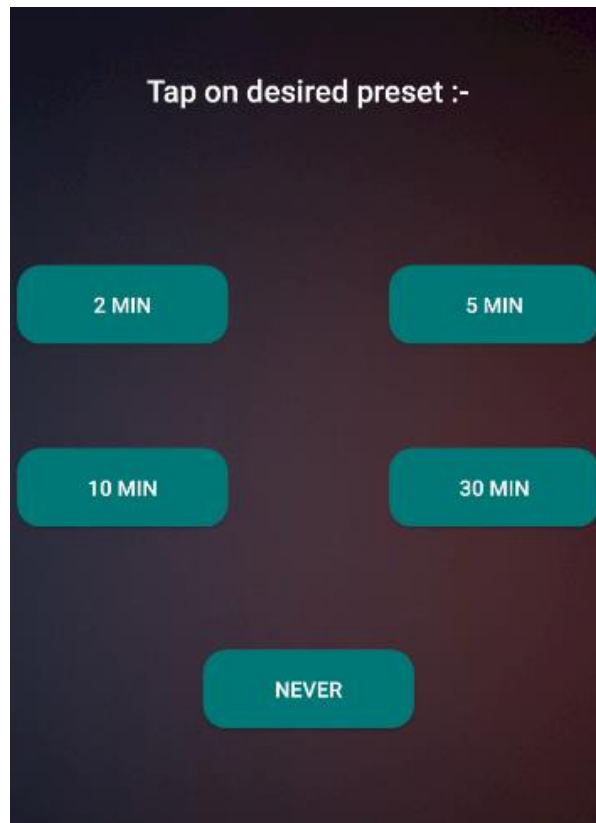 Tap on desired preset :-
2 MIN
5 MIN
10 MIN
30 MIN
NEVER